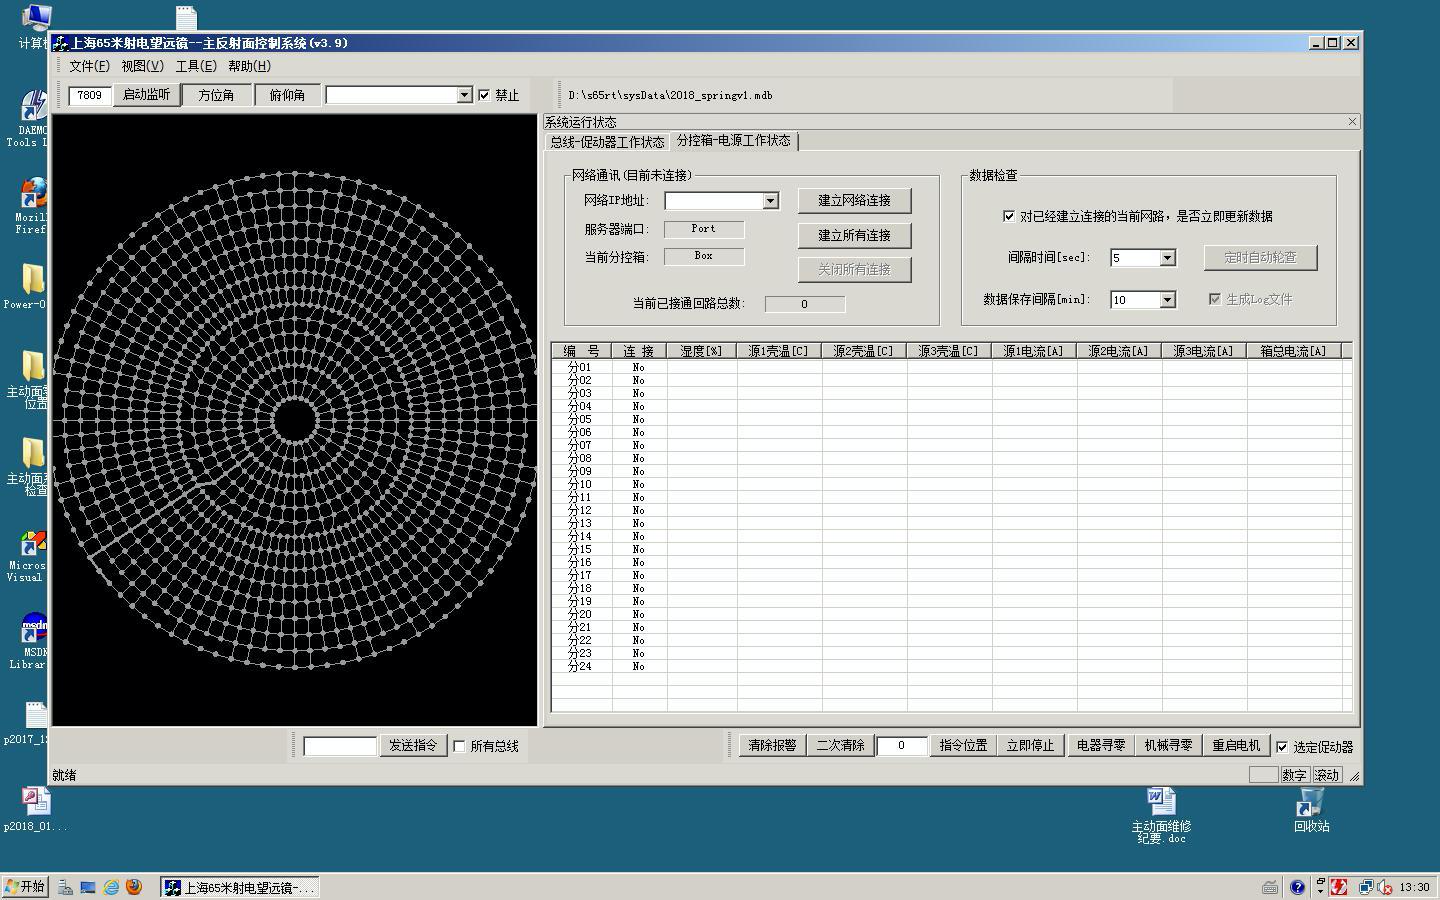 计算机
上海65米射电望远镜--主反射面控制系统(v3.9)
文件(F) 视图(V) 工具(E) 帮助(H)
7809 启动监听 方位角 俯仰角 禁止
D:\s65rt\sysData\2018_springv1.mdb
系统运行状态
总线-促动器工作状态 分控箱-电源工作状态
网络通讯(目前未连接)
网络IP地址: 建立网络连接
服务器端口: Port 建立所有连接
当前分控箱: Box 关闭所有连接
当前已接通回路总数: 0
数据检查
对已经建立连接的当前网路，是否立即更新数据
间隔时间[sec]: 5 定时自动轮查
数据保存间隔[min]: 10 生成Log文件
编 号 连 接 湿度[%] 源1壳温[C] 源2壳温[C] 源3壳温[C] 源1电流[A] 源2电流[A] 源3电流[A] 箱总电流[A]
分01 No
分02 No
分03 No
分04 No
分05 No
分06 No
分07 No
分08 No
分09 No
分10 No
分11 No
分12 No
分13 No
分14 No
分15 No
分16 No
分17 No
分18 No
分19 No
分20 No
分21 No
分22 No
分23 No
分24 No
发送指令 所有总线
清除报警 二次清除 0 指令位置 立即停止 电器寻零 机械寻零 重启电机 选定促动器
就绪
数字 滚动
DAEMO
Tools L
Mozil
Firef
Power-O
主动面
位置
主动面
检查
Micros
Visual
msdn
MSDN
Librar
p2017_1
p2018_01...
主动面维修
纪要.doc
回收站
开始
上海65米射电望远镜-...
13:30